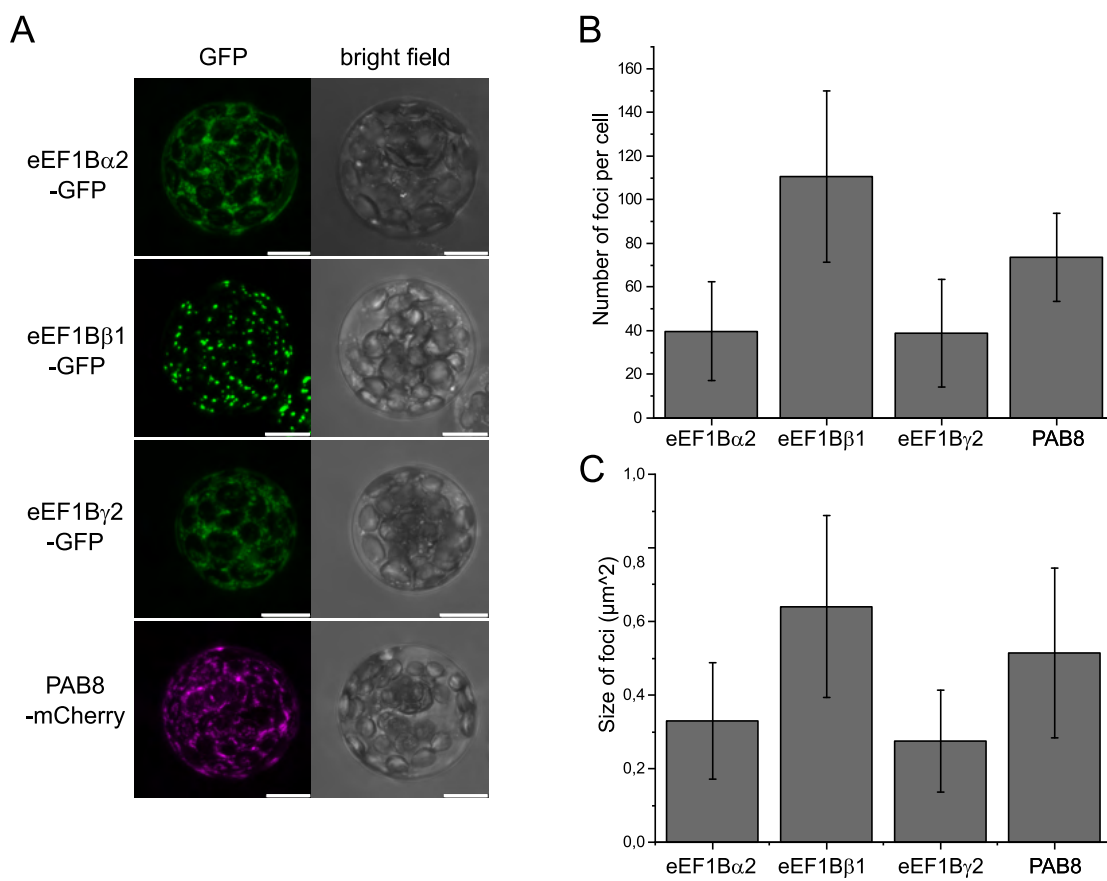 A
GFP
bright field
eEF1Bα2
-GFP
eEF1Bβ1
-GFP
eEF1Bγ2
-GFP
PAB8
-mCherry
B
Number of foci per cell
160
140
120
100
80
60
40
20
0
eEF1Bα2
eEF1Bβ1
eEF1Bγ2
PAB8
C
Size of foci (µm^2)
1,0
0,8
0,6
0,4
0,2
0,0
eEF1Bα2
eEF1Bβ1
eEF1Bγ2
PAB8